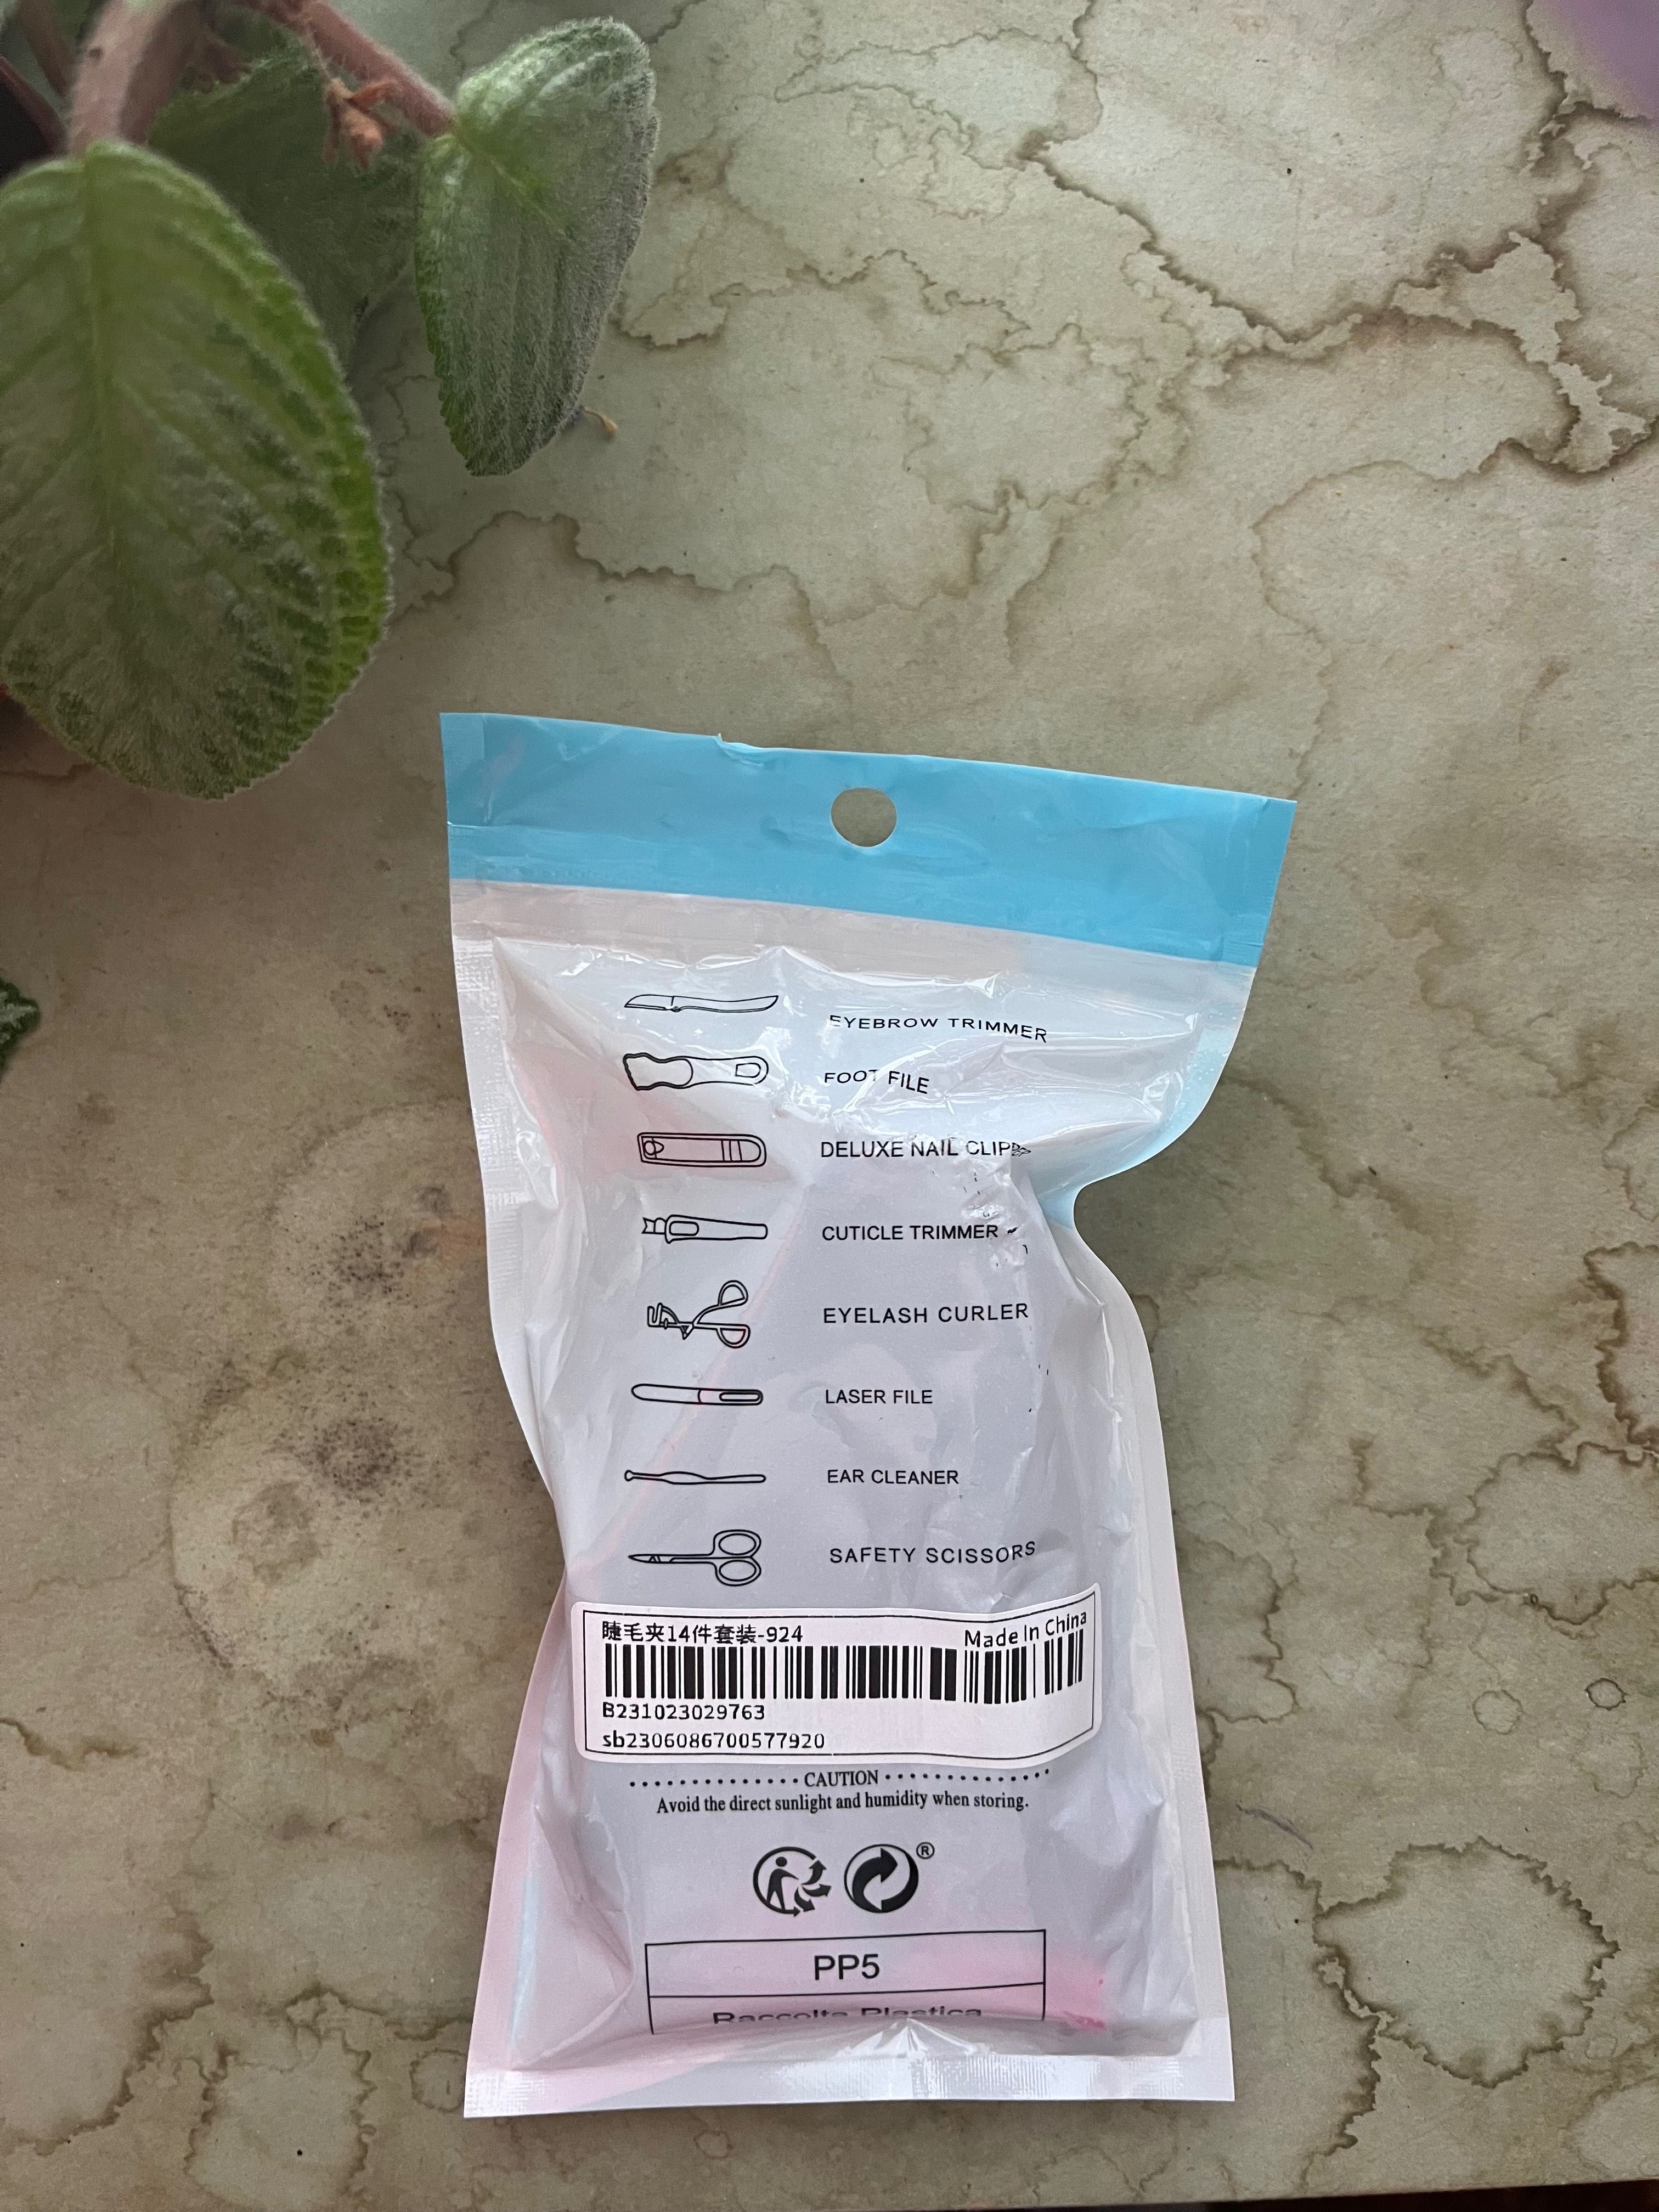 EYEBROW TRIMMER
FOOT FILE
DELUXE NAIL
CUTICLE TRIMMER
EYELASH CURLER
LASER FILE
EAR CLEANER
SAFETY SCISSORS
睫毛夹14件套装-924 Made In China
B231023029763
sb2306086700577920
CAUTION
Avoid the direct sunlight and humidity when storing.
®
PP5
Raccolta Plastica